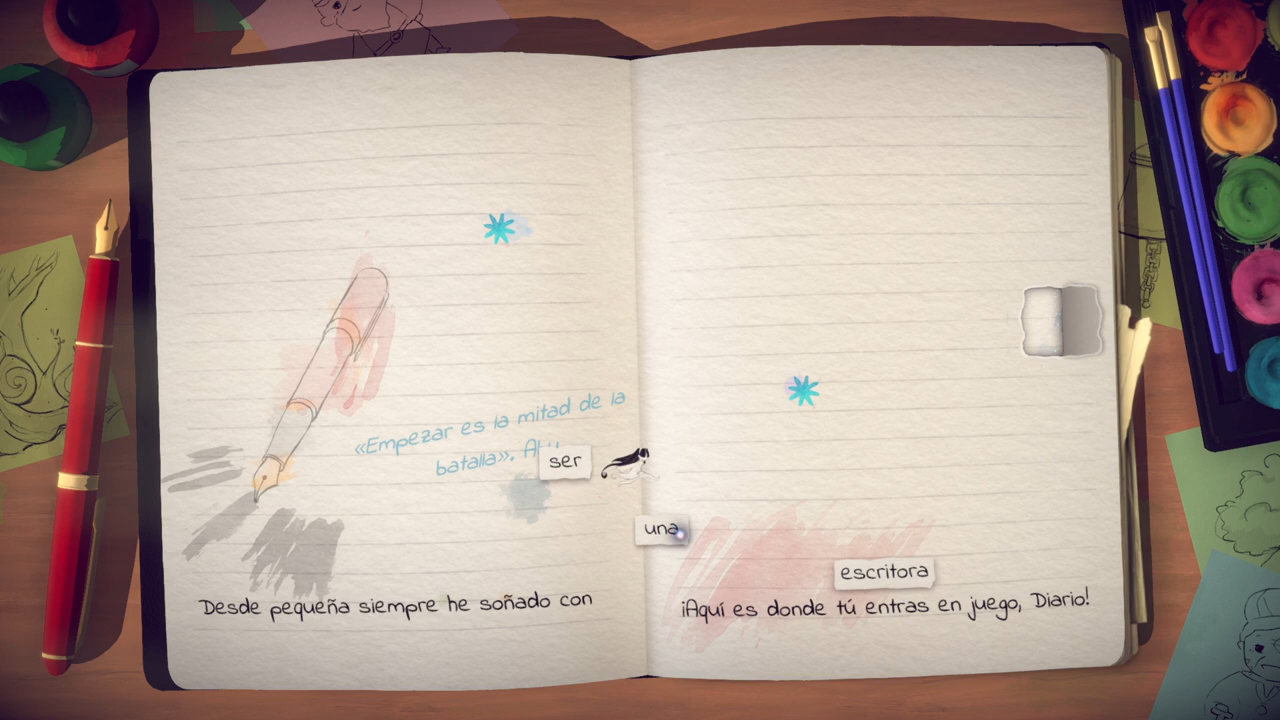 «Empezar es la mitad de la
batalla».
ser
una
escritora
Desde pequeña siempre he soñado con
¡Aquí es donde tú entras en juego, Diario!